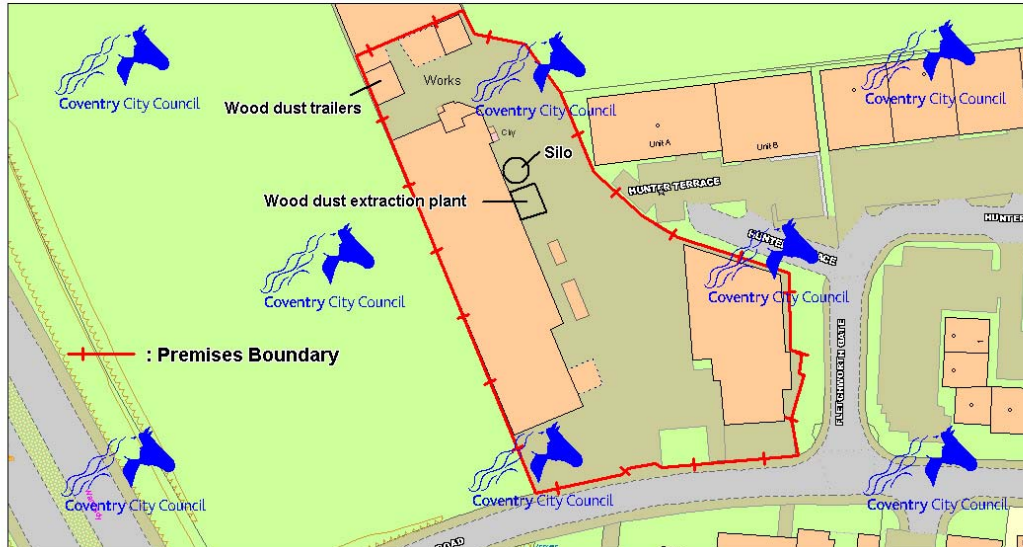 Coventry City Council
Coventry City Council
Coventry City Council
Works
Wood dust trailers
Unit A
Unit B
Silo
HUNTER TERRACE
Wood dust extraction plant
HUNTER
HUNTE
ACE
Coventry City Council
Coventry City Council
: Premises Boundary
FLETCHWORTH GATE
Coventry City Council
Coventry City Council
Coventry City Council
ROAD